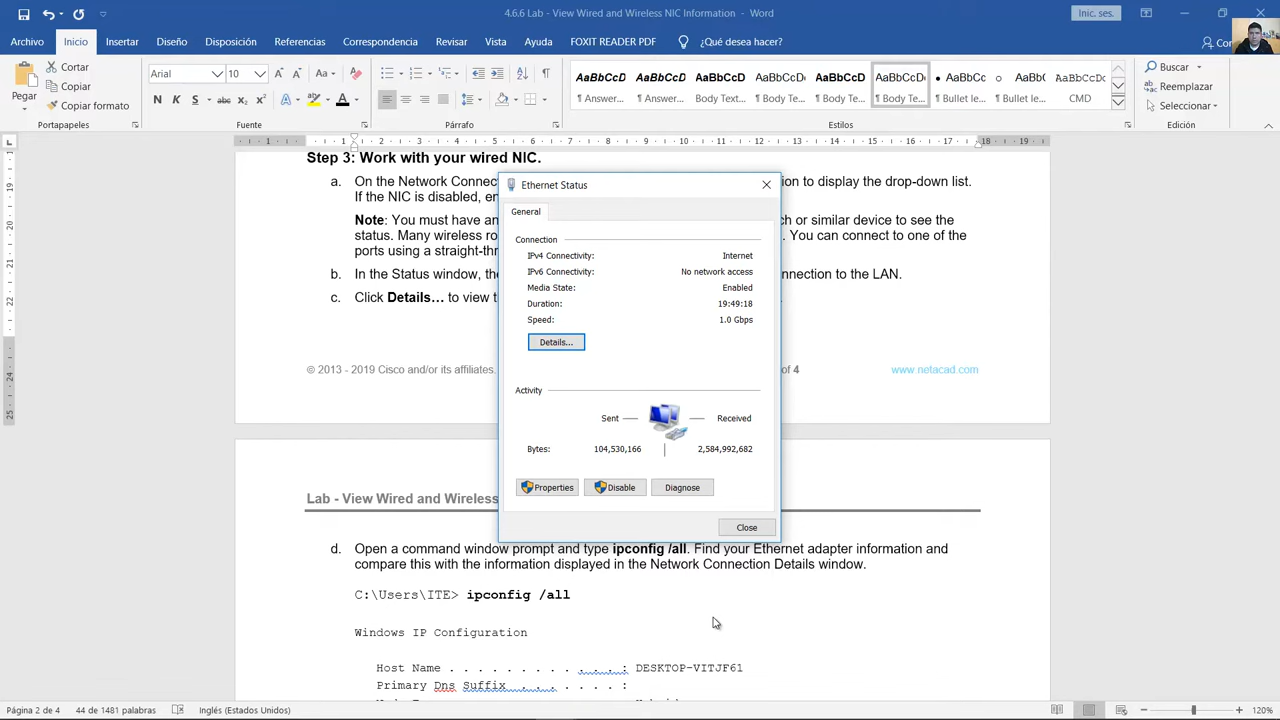 4.6.6 Lab - View Wired and Wireless NIC Information - Word
Inic. ses.
Archivo Inicio Insertar Diseño Disposición Referencias Correspondencia Revisar Vista Ayuda FOXIT READER PDF ¿Qué desea hacer?
Pegar
Cortar
Copiar
Copiar formato
Portapapeles
Arial 10
N K S abc x₂ x²
Fuente
Párrafo
AaBbCcD AaBbCcD AaBbCcD AaBbCcDc AaBbCcD AaBbCcDc AaBbCc AaBbC AaBbCcD
¶ Answer... ¶ Answer... Body Text... ¶ Body Te... ¶ Body Te... ¶ Body Te... ¶ Bullet le... ¶ Bullet le... CMD
Estilos
Buscar
Reemplazar
Seleccionar
Edición
Step 3: Work with your wired NIC.
a. On the Network Connec
ion to display the drop-down list.
If the NIC is disabled, en
Note: You must have an
ch or similar device to see the
status. Many wireless ro
. You can connect to one of the
ports using a straight-thr
b. In the Status window, the
nnection to the LAN.
c. Click Details… to view t
© 2013 - 2019 Cisco and/or its affiliates.
of 4
www.netacad.com
Ethernet Status
General
Connection
IPv4 Connectivity: Internet
IPv6 Connectivity: No network access
Media State: Enabled
Duration: 19:49:18
Speed: 1.0 Gbps
Details...
Activity
Sent Received
Bytes: 104,530,166 2,584,992,682
Properties Disable Diagnose
Close
Lab - View Wired and Wireless
d. Open a command window prompt and type ipconfig /all. Find your Ethernet adapter information and
compare this with the information displayed in the Network Connection Details window.
C:\Users\ITE> ipconfig /all
Windows IP Configuration
Host Name . . . . . . . . . . . . : DESKTOP-VITJF61
Primary Dns Suffix . . . . . . . :
Página 2 de 4 44 de 1481 palabras Inglés (Estados Unidos) 120%